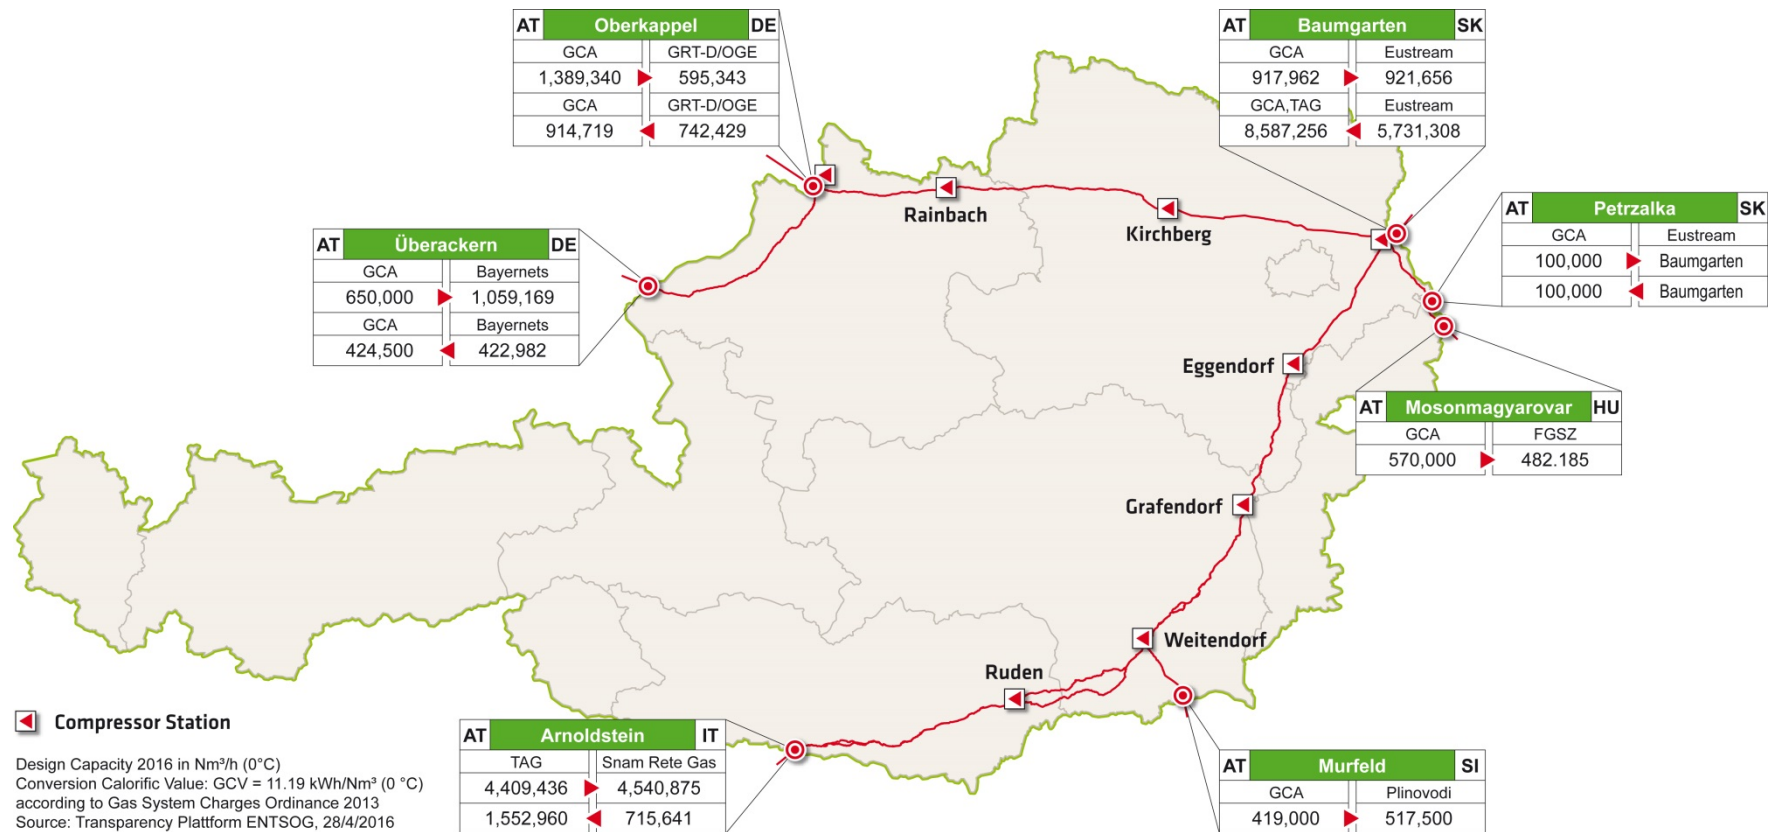 AT Oberkappel DE
GCA GRT-D/OGE
1,389,340 595,343
GCA GRT-D/OGE
914,719 742,429
AT Baumgarten SK
GCA Eustream
917,962 921,656
GCA,TAG Eustream
8,587,256 5,731,308
AT Petrzalka SK
GCA Eustream
100,000 Baumgarten
100,000 Baumgarten
AT Überackern DE
GCA Bayernets
650,000 1,059,169
GCA Bayernets
424,500 422,982
Rainbach
Kirchberg
Eggendorf
AT Mosonmagyarovar HU
GCA FGSZ
570,000 482.185
Grafendorf
Weitendorf
Ruden
Compressor Station
Design Capacity 2016 in Nm³/h (0°C)
Conversion Calorific Value: GCV = 11.19 kWh/Nm³ (0 °C)
according to Gas System Charges Ordinance 2013
Source: Transparency Plattform ENTSOG, 28/4/2016
AT Arnoldstein IT
TAG Snam Rete Gas
4,409,436 4,540,875
1,552,960 715,641
AT Murfeld SI
GCA Plinovodi
419,000 517,500